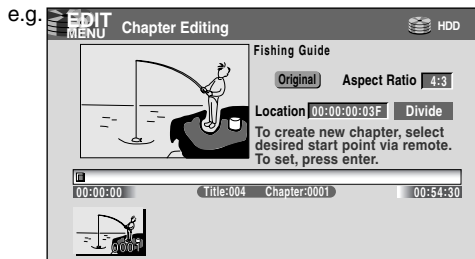 e.g.
EDIT MENU Chapter Editing HDD
Fishing Guide
Original Aspect Ratio 4:3
Location 00:00:00:03F Divide
To create new chapter, select
desired start point via remote.
To set, press enter.
00:00:00 Title:004 Chapter:0001 00:54:30
0001